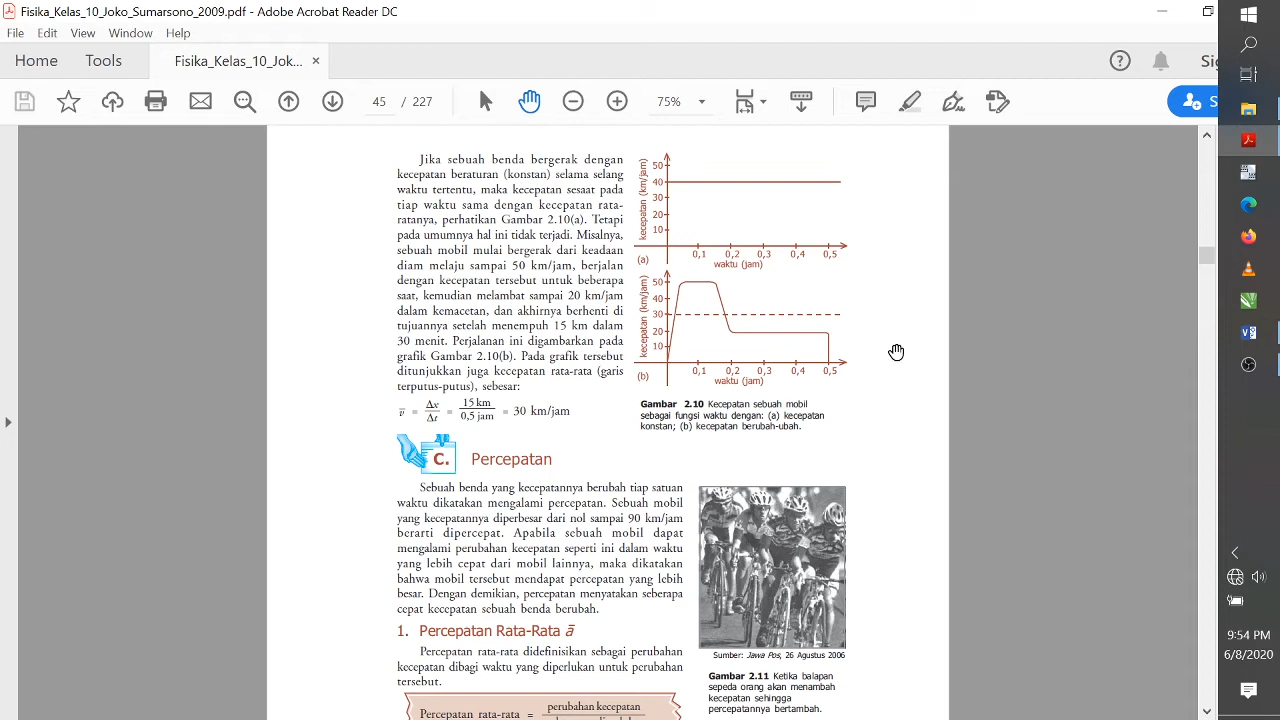 Fisika_Kelas_10_Joko_Sumarsono_2009.pdf - Adobe Acrobat Reader DC
File Edit View Window Help
Home Tools Fisika_Kelas_10_Jok... ×
45 / 227 75%
Jika sebuah benda bergerak dengan
kecepatan beraturan (konstan) selama selang
waktu tertentu, maka kecepatan sesaat pada
tiap waktu sama dengan kecepatan rata-
ratanya, perhatikan Gambar 2.10(a). Tetapi
pada umumnya hal ini tidak terjadi. Misalnya,
sebuah mobil mulai bergerak dari keadaan
diam melaju sampai 50 km/jam, berjalan
dengan kecepatan tersebut untuk beberapa
saat, kemudian melambat sampai 20 km/jam
dalam kemacetan, dan akhirnya berhenti di
tujuannya setelah menempuh 15 km dalam
30 menit. Perjalanan ini digambarkan pada
grafik Gambar 2.10(b). Pada grafik tersebut
ditunjukkan juga kecepatan rata-rata (garis
terputus-putus), sebesar:
v̅ = Δx/Δt = 15 km/0,5 jam = 30 km/jam
kecepatan (km/jam)
50
40
30
20
10
0,1 0,2 0,3 0,4 0,5
(a) waktu (jam)
kecepatan (km/jam)
50
40
30
20
10
0,1 0,2 0,3 0,4 0,5
(b) waktu (jam)
Gambar 2.10 Kecepatan sebuah mobil
sebagai fungsi waktu dengan: (a) kecepatan
konstan; (b) kecepatan berubah-ubah.
C. Percepatan
Sebuah benda yang kecepatannya berubah tiap satuan
waktu dikatakan mengalami percepatan. Sebuah mobil
yang kecepatannya diperbesar dari nol sampai 90 km/jam
berarti dipercepat. Apabila sebuah mobil dapat
mengalami perubahan kecepatan seperti ini dalam waktu
yang lebih cepat dari mobil lainnya, maka dikatakan
bahwa mobil tersebut mendapat percepatan yang lebih
besar. Dengan demikian, percepatan menyatakan seberapa
cepat kecepatan sebuah benda berubah.
1. Percepatan Rata-Rata a̅
Percepatan rata-rata didefinisikan sebagai perubahan
kecepatan dibagi waktu yang diperlukan untuk perubahan
tersebut.
Percepatan rata-rata = perubahan kecepatan
Sumber: Jawa Pos, 26 Agustus 2006
Gambar 2.11 Ketika balapan
sepeda orang akan menambah
kecepatan sehingga
percepatannya bertambah.
9:54 PM
6/8/2020